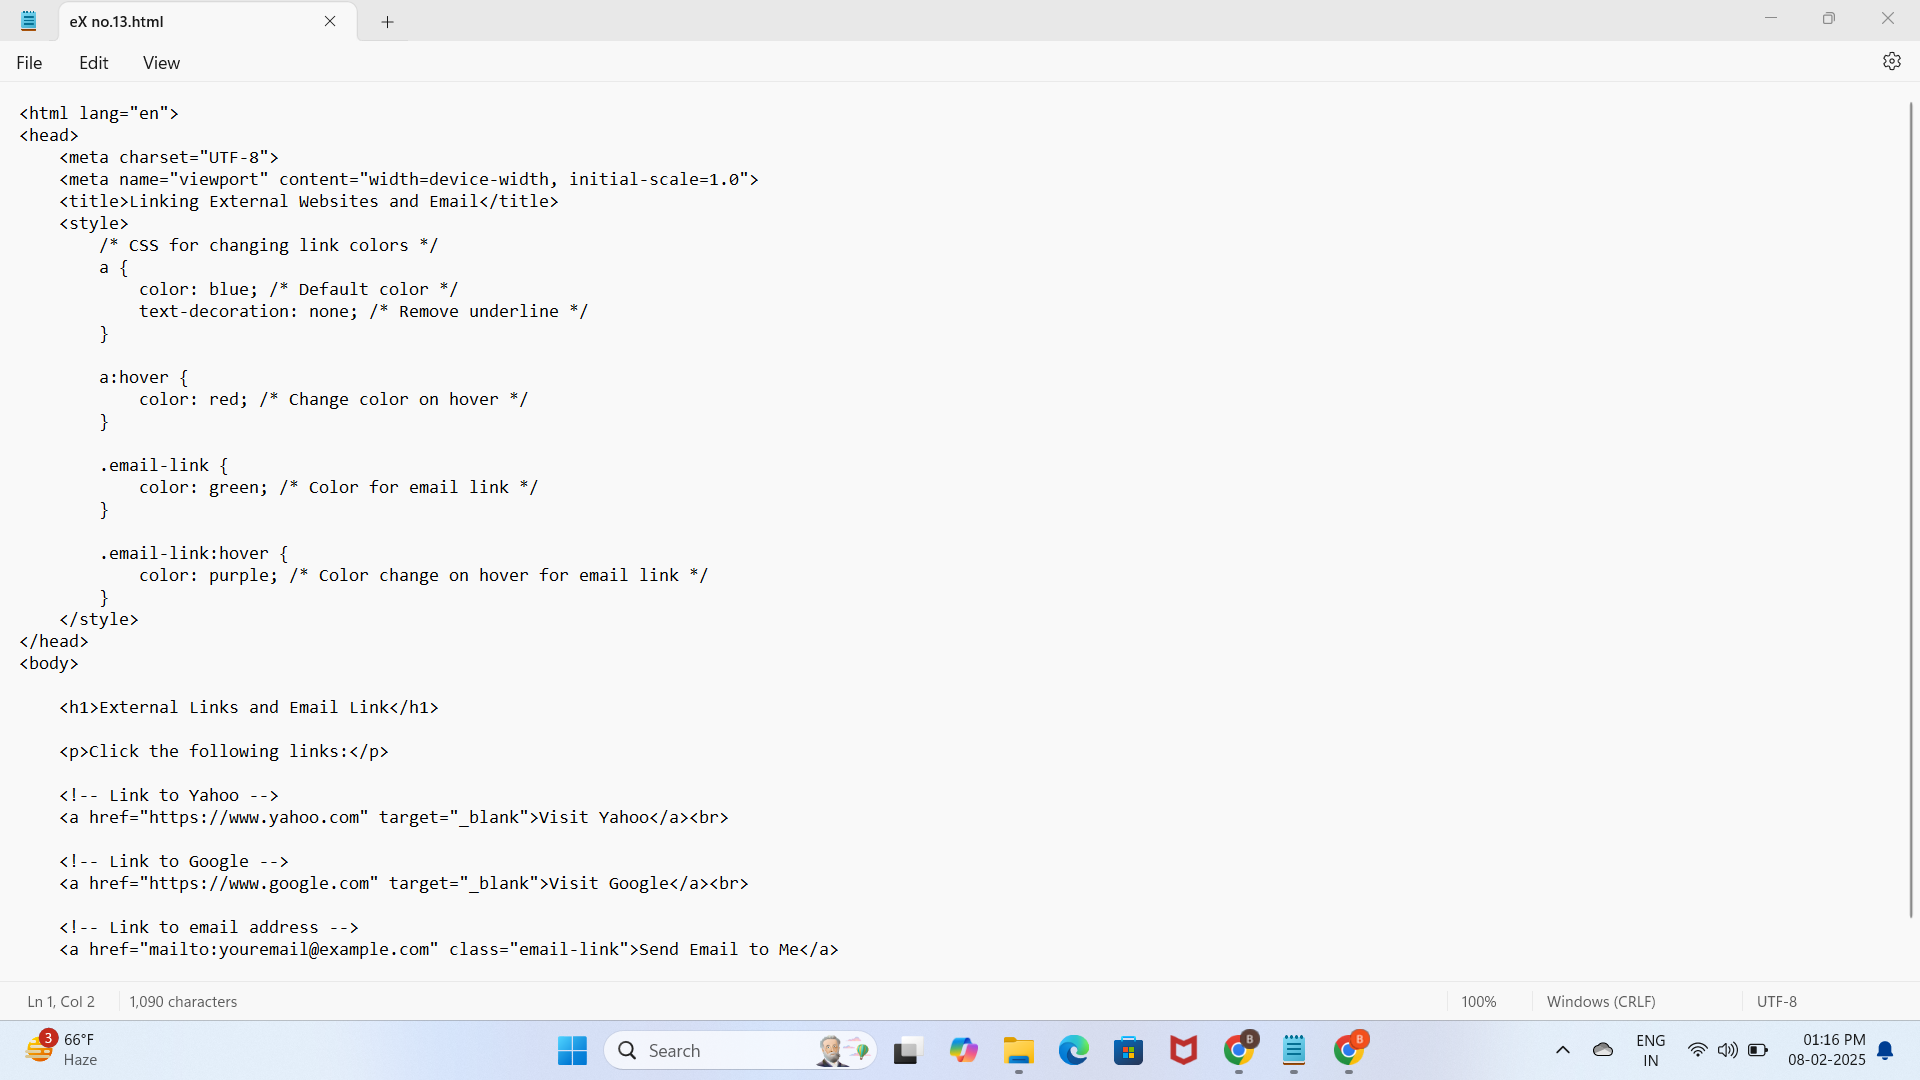 eX no.13.html
File Edit View
<html lang="en">
<head>
    <meta charset="UTF-8">
    <meta name="viewport" content="width=device-width, initial-scale=1.0">
    <title>Linking External Websites and Email</title>
    <style>
        /* CSS for changing link colors */
        a {
            color: blue; /* Default color */
            text-decoration: none; /* Remove underline */
        }

        a:hover {
            color: red; /* Change color on hover */
        }

        .email-link {
            color: green; /* Color for email link */
        }

        .email-link:hover {
            color: purple; /* Color change on hover for email link */
        }
    </style>
</head>
<body>

    <h1>External Links and Email Link</h1>

    <p>Click the following links:</p>

    <!-- Link to Yahoo -->
    <a href="https://www.yahoo.com" target="_blank">Visit Yahoo</a><br>

    <!-- Link to Google -->
    <a href="https://www.google.com" target="_blank">Visit Google</a><br>

    <!-- Link to email address -->
    <a href="mailto:youremail@example.com" class="email-link">Send Email to Me</a>
Ln 1, Col 2 1,090 characters 100% Windows (CRLF) UTF-8
3 66°F
Haze
Search
B
B
ENG
IN
01:16 PM
08-02-2025